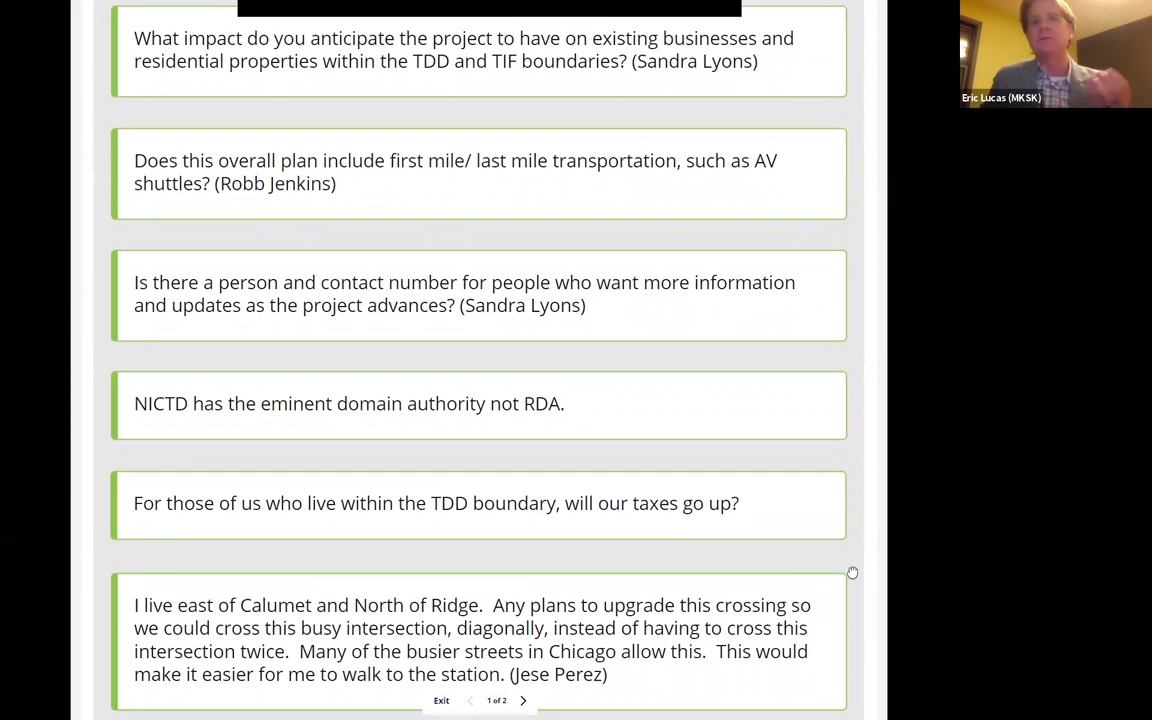 What impact do you anticipate the project to have on existing businesses and
residential properties within the TDD and TIF boundaries? (Sandra Lyons)
Does this overall plan include first mile/ last mile transportation, such as AV
shuttles? (Robb Jenkins)
Is there a person and contact number for people who want more information
and updates as the project advances? (Sandra Lyons)
NICTD has the eminent domain authority not RDA.
For those of us who live within the TDD boundary, will our taxes go up?
I live east of Calumet and North of Ridge.  Any plans to upgrade this crossing so
we could cross this busy intersection, diagonally, instead of having to cross this
intersection twice.  Many of the busier streets in Chicago allow this.  This would
make it easier for me to walk to the station. (Jese Perez)
Exit 1 of 2
Eric Lucas (MKSK)